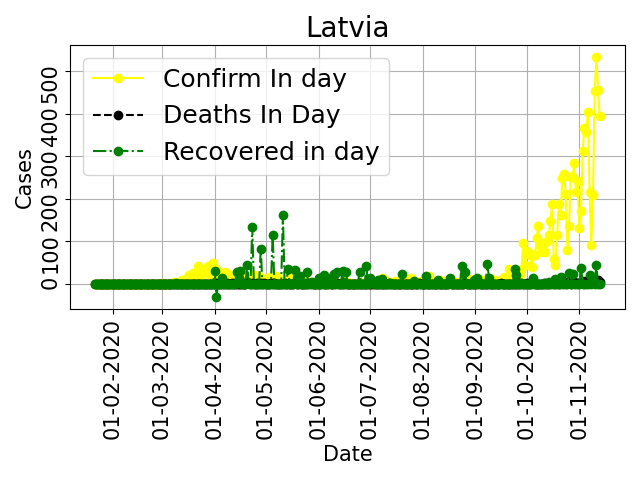 Latvia
Confirm In day
Deaths In Day
Recovered in day
Cases
500
400
300
200
100
0
01-02-2020
01-03-2020
01-04-2020
01-05-2020
01-06-2020
01-07-2020
01-08-2020
01-09-2020
01-10-2020
01-11-2020
Date